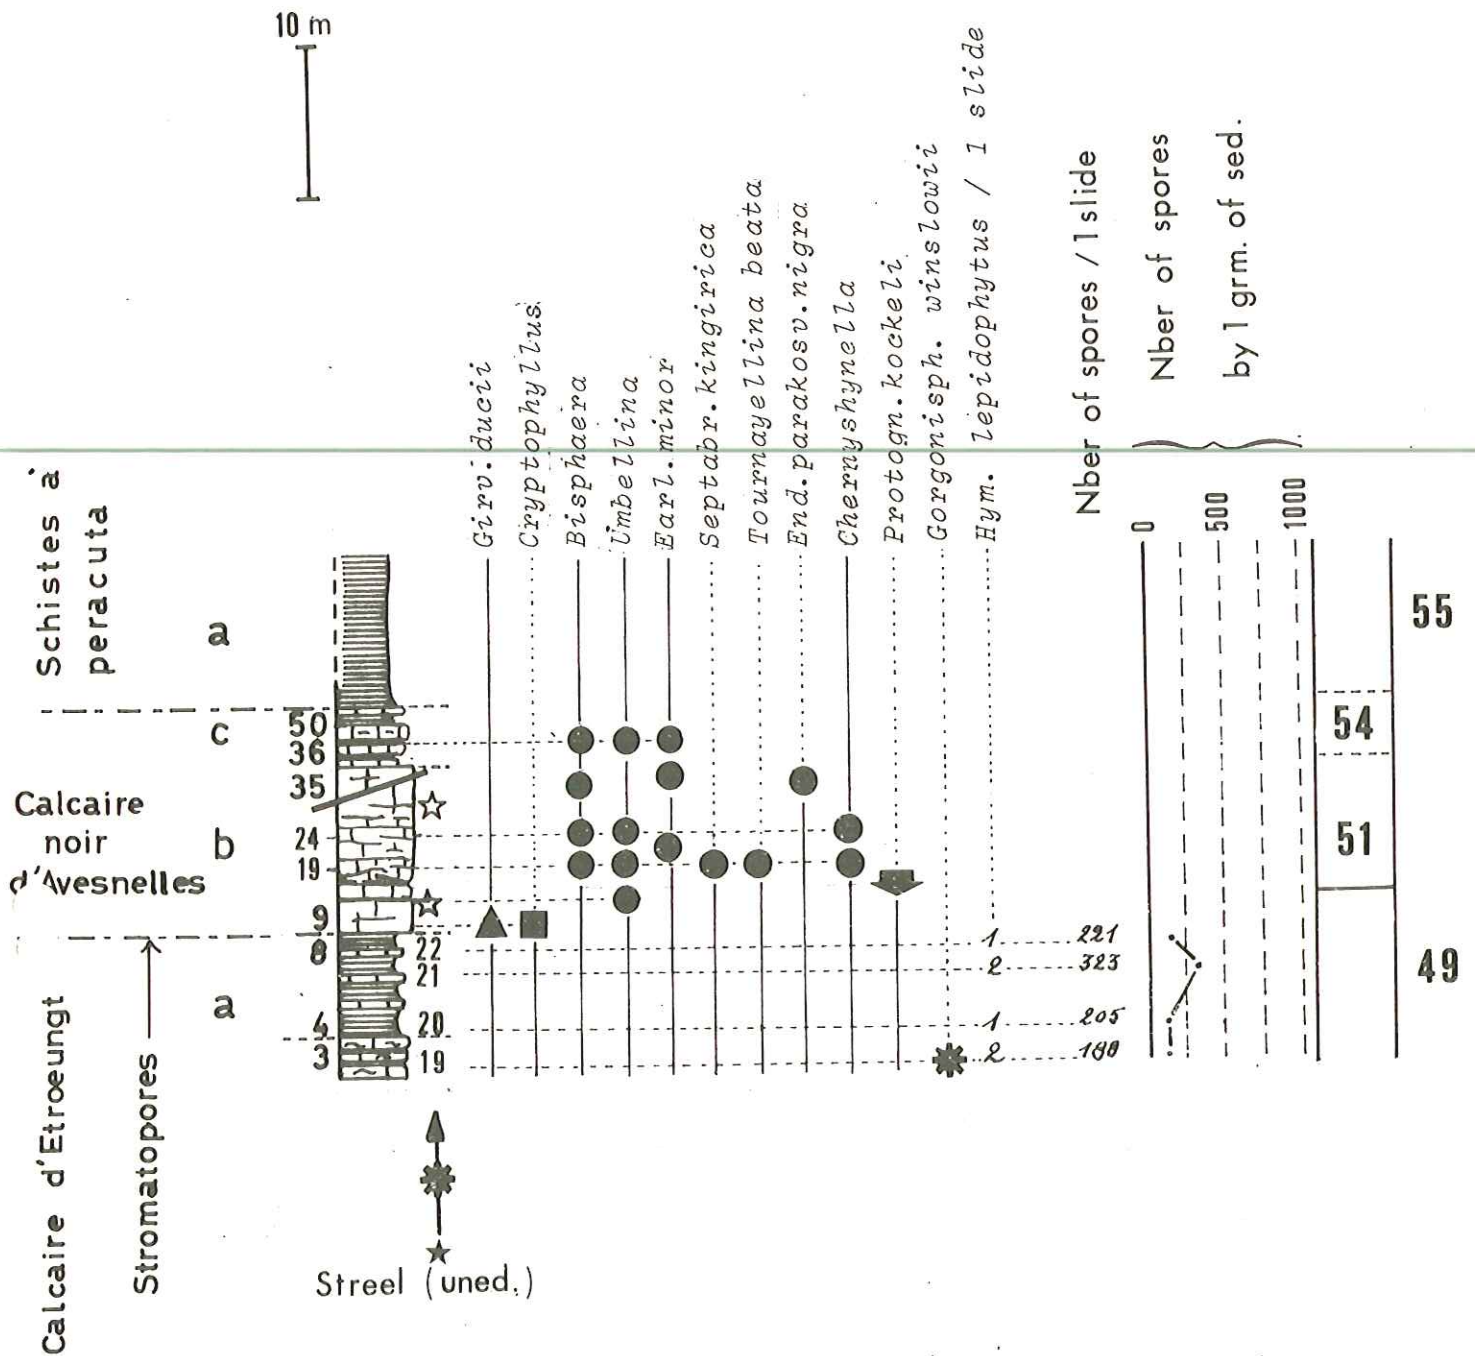 10 m
Girv. ducii
Cryptophyllus
Bisphaera
Umbellina
Earl. minor
Septabr. kingirica
Tournayellina beata
End. parakosv. nigra
Chernyshynella
Protogn. kockeli
Gorgonisph. winslowii
Hym. lepidophytus / 1 slide
Nber of spores / 1 slide
Nber of spores
by 1 grm. of sed.
0
500
1000
Schistes à
peracuta
a
55
c
50
36
54
35
Calcaire
noir
d'Avesnelles
b
24
19
51
9
8
22
1
221
21
2
323
49
a
4
20
1
205
3
19
2
180
Calcaire d'Etrœungt
Stromatopores
Streel (uned.)